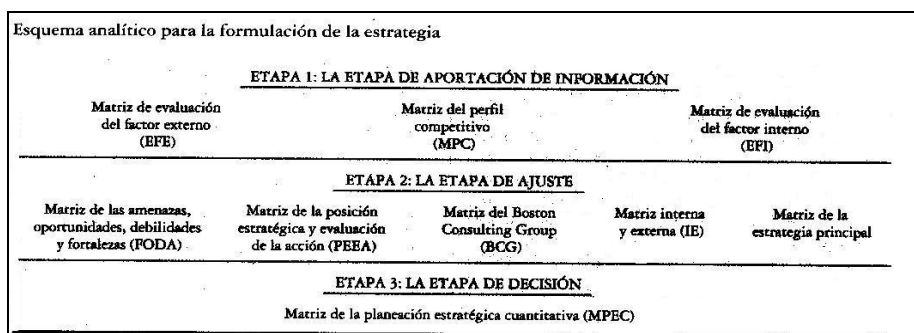 Esquema analítico para la formulación de la estrategia
ETAPA 1: LA ETAPA DE APORTACIÓN DE INFORMACIÓN
Matriz de evaluación
del factor externo
(EFE)
Matriz del perfil
competitivo
(MPC)
Matriz de evaluación
del factor interno
(EFI)
ETAPA 2: LA ETAPA DE AJUSTE
Matriz de las amenazas,
oportunidades, debilidades
y fortalezas (FODA)
Matriz de la posición
estratégica y evaluación
de la acción (PEEA)
Matriz del Boston
Consulting Group
(BCG)
Matriz interna
y externa (IE)
Matriz de la
estrategia principal
ETAPA 3: LA ETAPA DE DECISIÓN
Matriz de la planeación estratégica cuantitativa (MPEC)